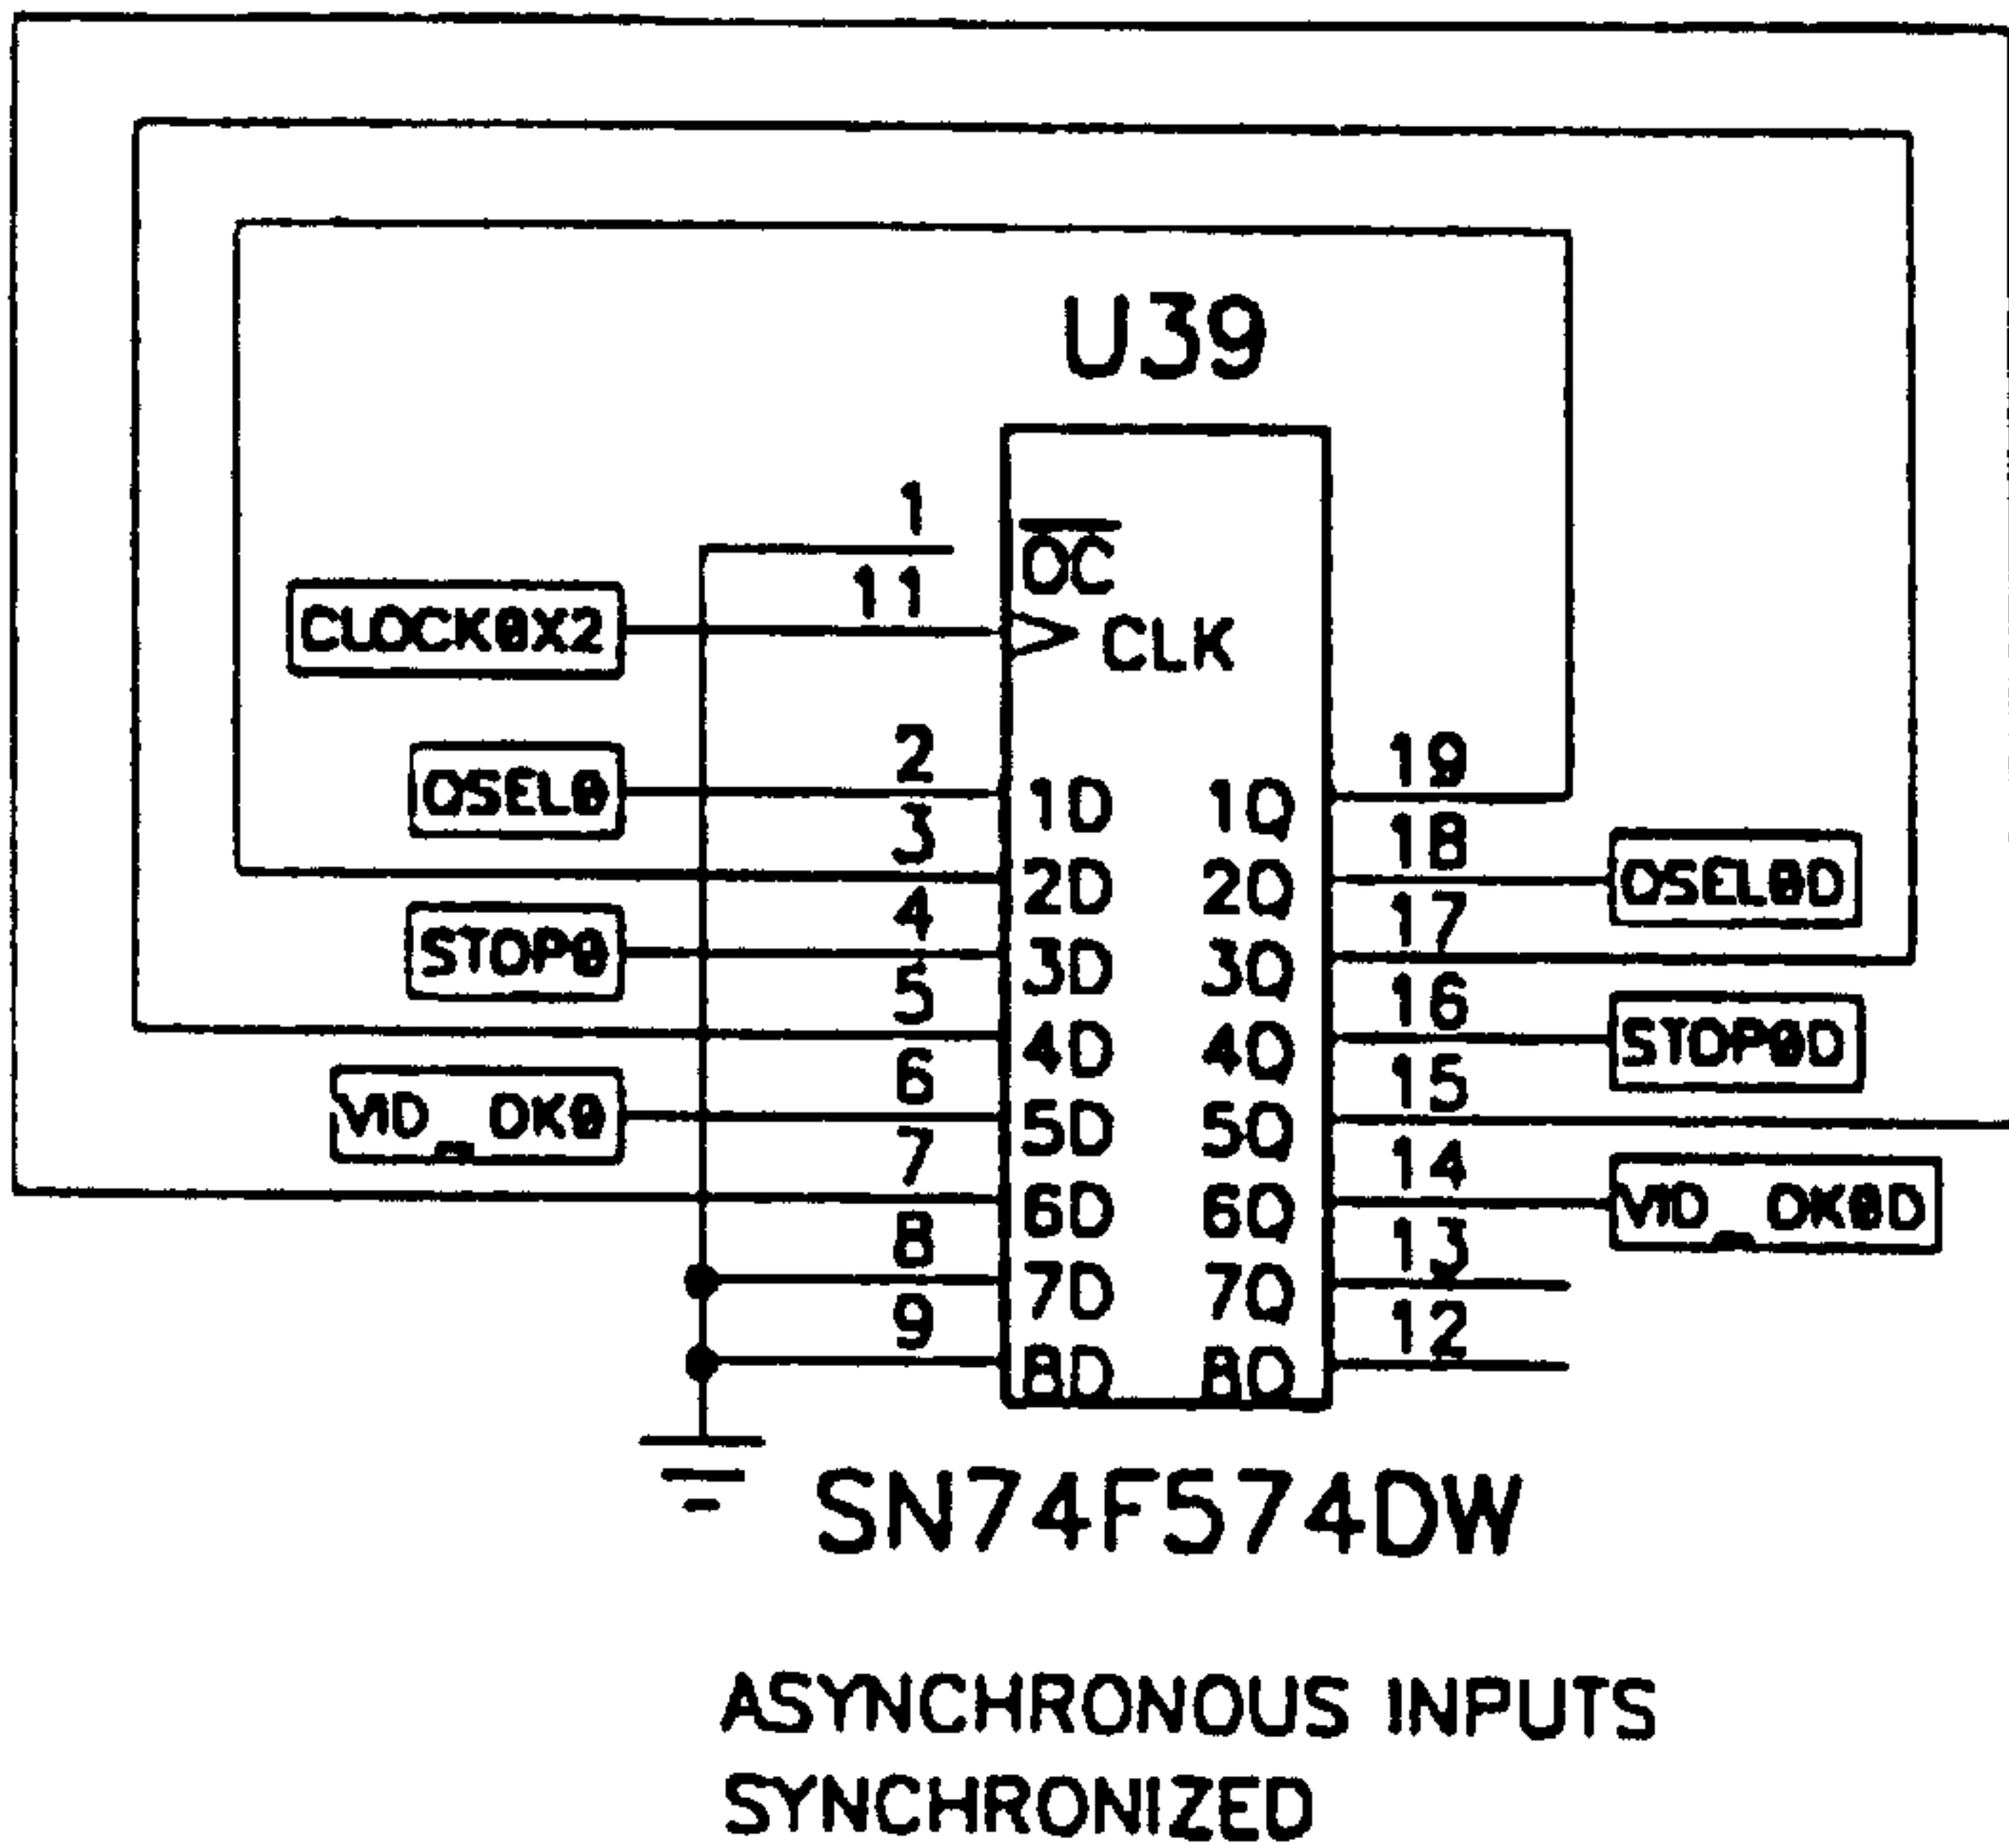 U39
1
OC
11
CLOCK0X2
CLK
2
19
OSEL0
1D 1Q
3
18
2D 2Q
OSEL0D
4
17
STOP0
3D 3Q
5
16
4D 4Q
STOP0D
6
15
VID_OK0
5D 5Q
7
14
6D 6Q
VID_OK0D
8
13
7D 7Q
9
12
8D 8Q
SN74F574DW
ASYNCHRONOUS INPUTS
SYNCHRONIZED